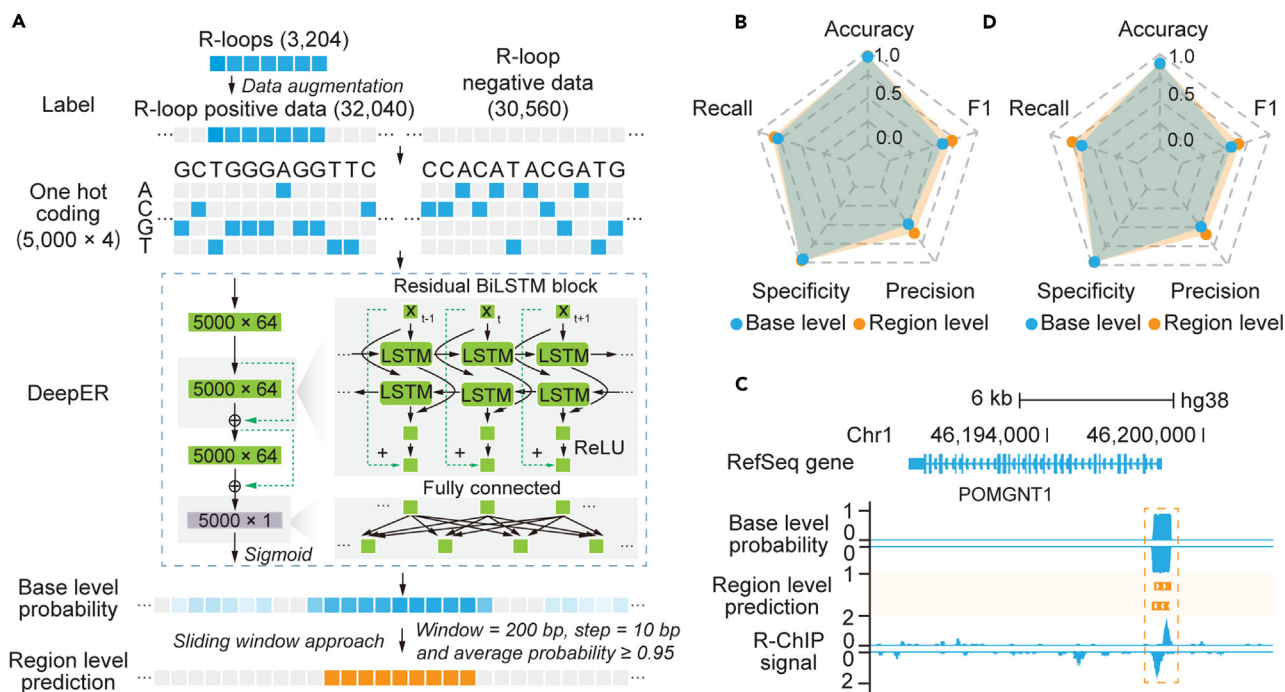 A
R-loops (3,204)
Data augmentation
R-loop positive data (32,040)
R-loop
negative data
(30,560)
Label
... ... ...
GCTGGGAGGTTC
CCACATACGATG
One hot
coding
(5,000 × 4)
A
C
G
T
... ... ...
DeepER
5000 × 64
5000 × 64
5000 × 64
5000 × 1
Sigmoid
Residual BiLSTM block
X t-1
X t
X t+1
... LSTM LSTM LSTM ...
... LSTM LSTM LSTM ...
+ + + ReLU
Fully connected
... ...
... ...
Base level
probability
... ...
Sliding window approach
Window = 200 bp, step = 10 bp
and average probability ≥ 0.95
Region level
prediction
... ...
B
Accuracy
1.0
0.5
0.0
Recall
F1
Specificity
Precision
Base level
Region level
D
Accuracy
1.0
0.5
0.0
Recall
F1
Specificity
Precision
Base level
Region level
C
6 kb
hg38
Chr1
46,194,000
46,200,000
RefSeq gene
POMGNT1
Base level
probability
1
0
0
1
Region level
prediction
R-ChIP
signal
2
0
0
2